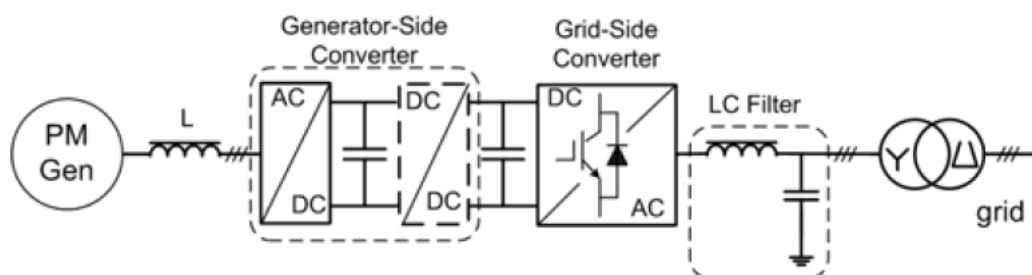 Generator-Side
Converter
Grid-Side
Converter
LC Filter
PM
Gen
L
AC
DC
DC
DC
DC
AC
Y
Δ
grid